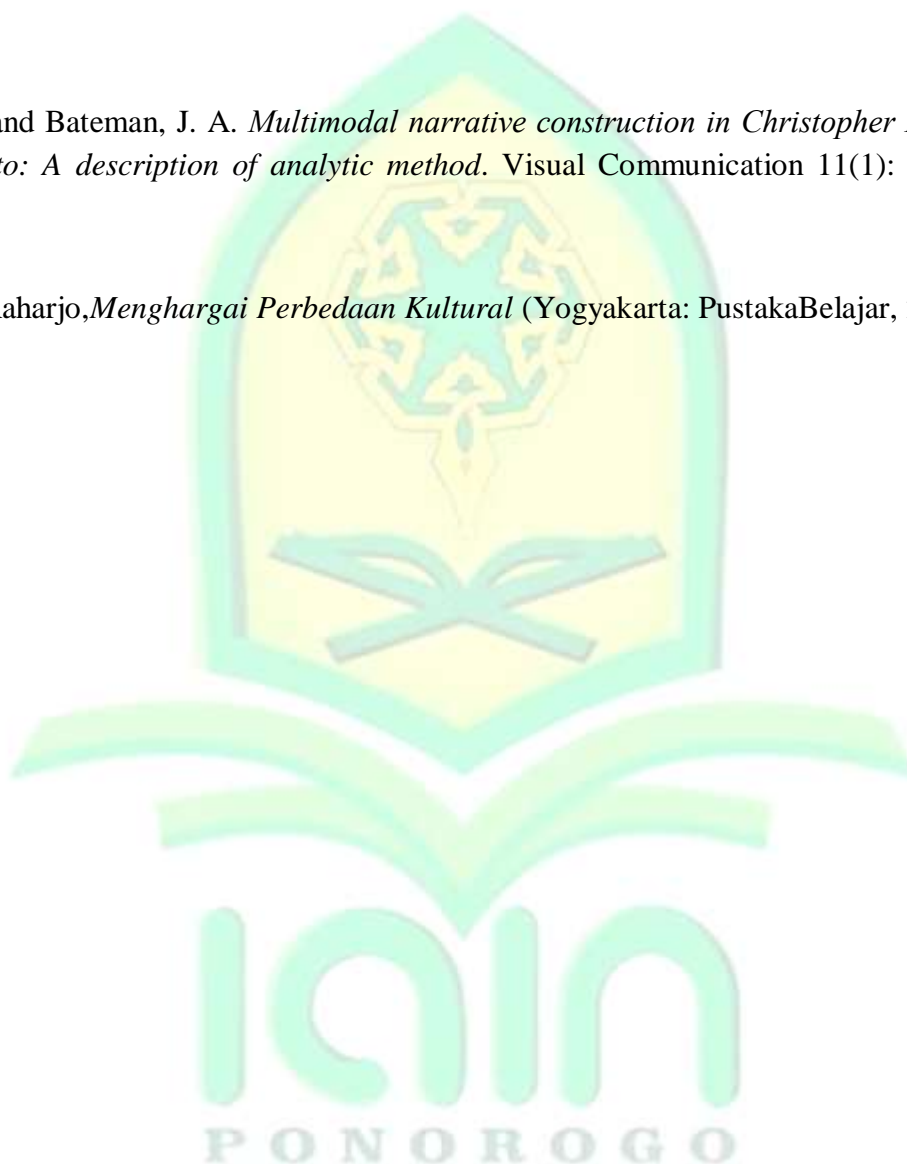 and Bateman, J. A. Multimodal narrative construction in Christopher
to: A description of analytic method. Visual Communication 11(1):
aharjo,Menghargai Perbedaan Kultural (Yogyakarta: PustakaBelajar,
iain
PONOROGO